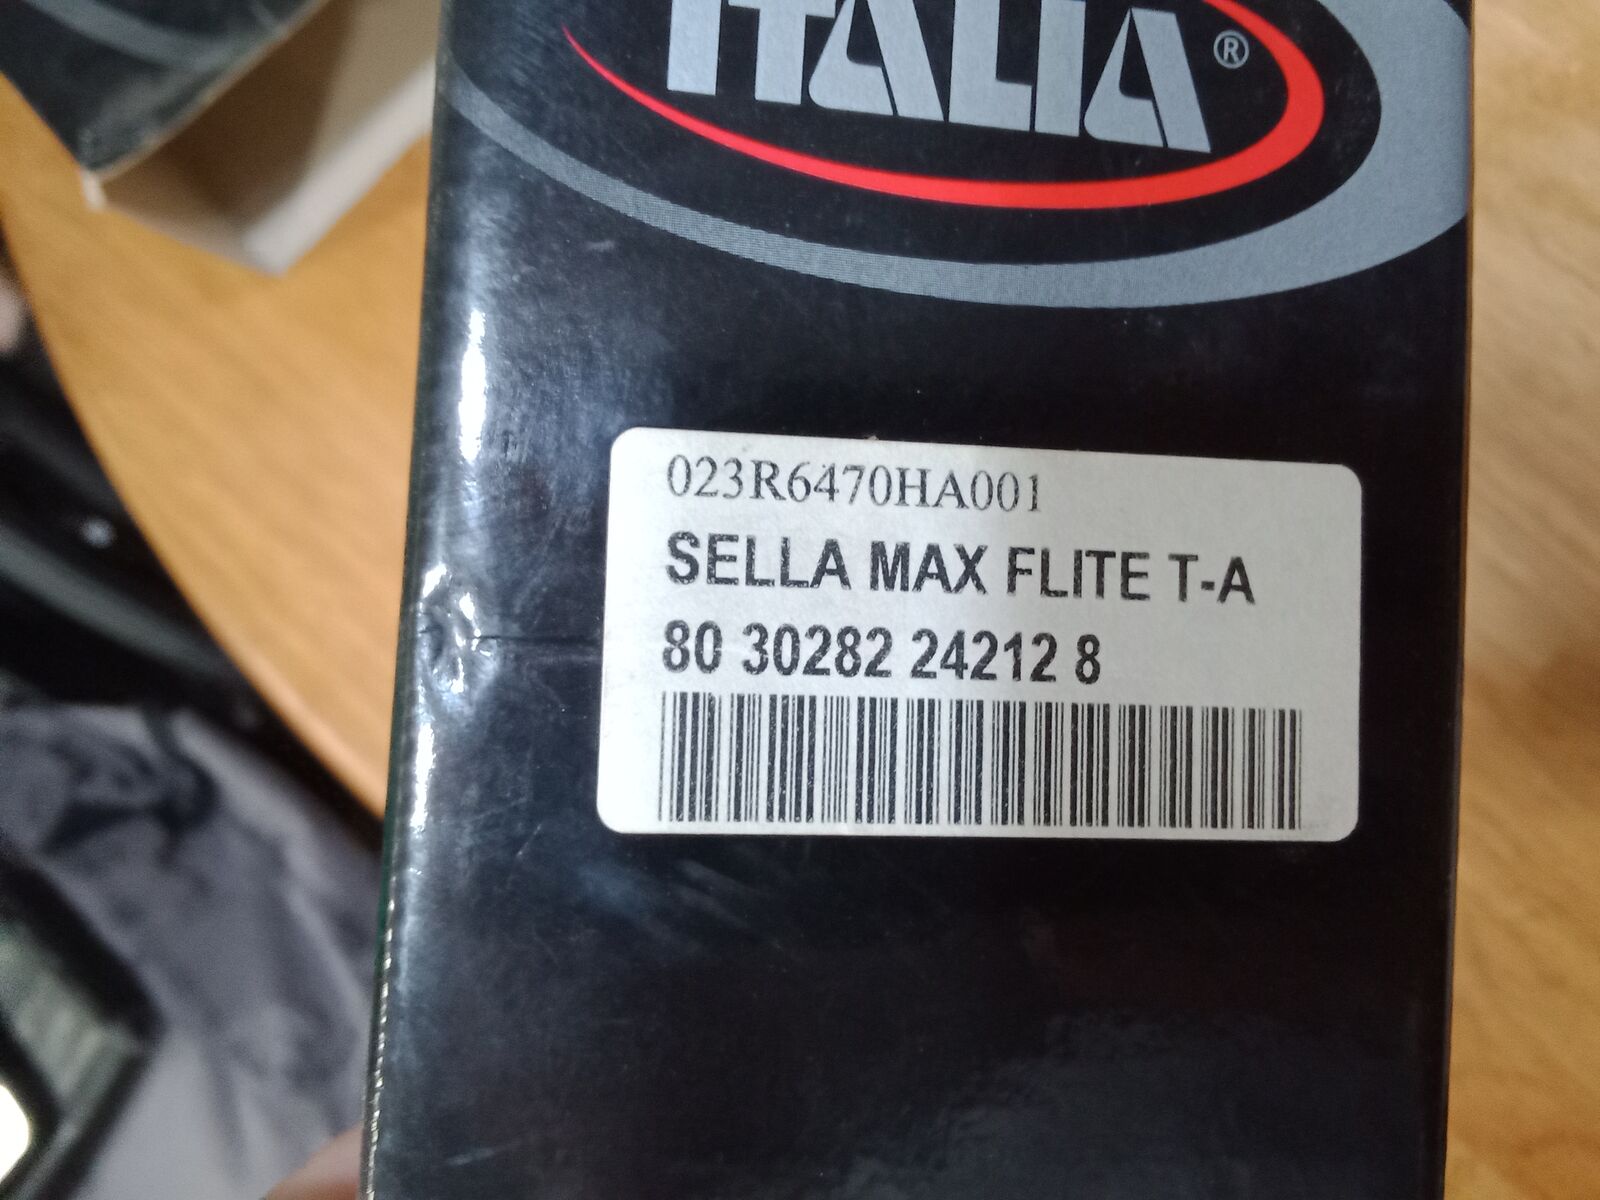 ITALIA®
023R6470HA001
SELLA MAX FLITE T-A
80 30282 24212 8